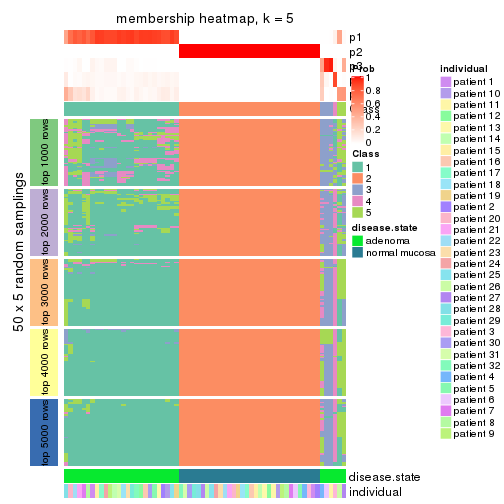 membership heatmap, k = 5
p1
p2
p3
Prob
1
0.8
0.6
0.4
0.2
0
Class
Class
1
2
3
4
5
disease.state
adenoma
normal mucosa
individual
patient 1
patient 10
patient 11
patient 12
patient 13
patient 14
patient 15
patient 16
patient 17
patient 18
patient 19
patient 2
patient 20
patient 21
patient 22
patient 23
patient 24
patient 25
patient 26
patient 27
patient 28
patient 29
patient 3
patient 30
patient 31
patient 32
patient 4
patient 5
patient 6
patient 7
patient 8
patient 9
50 x 5 random samplings
top 1000 rows
top 2000 rows
top 3000 rows
top 4000 rows
top 5000 rows
disease.state
individual